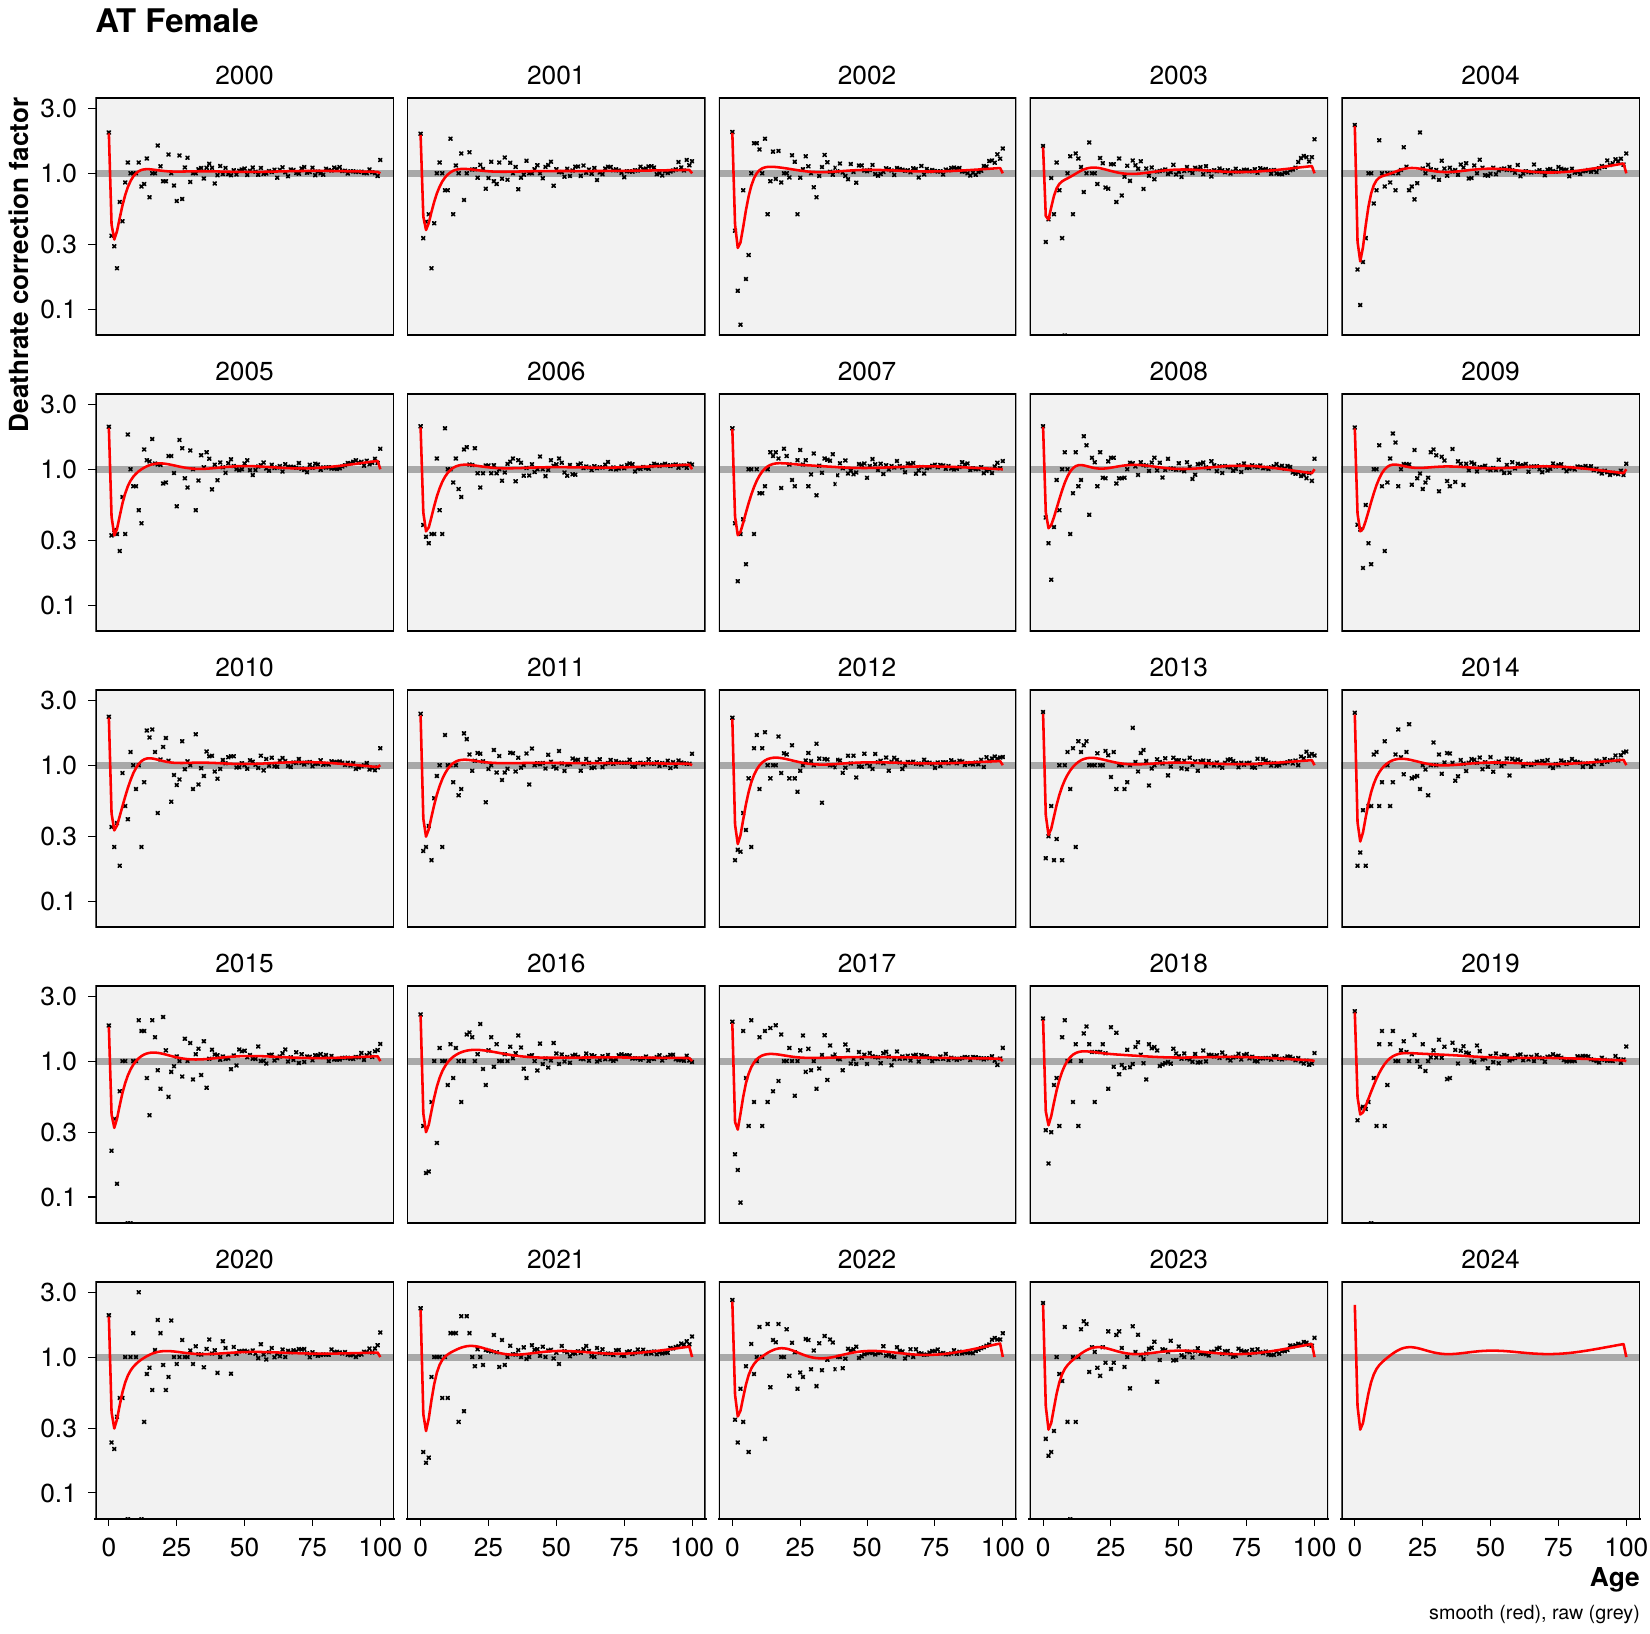 AT Female
Deathrate correction factor
2000 2001 2002 2003 2004
3.0
1.0
0.3
0.1
2005 2006 2007 2008 2009
3.0
1.0
0.3
0.1
2010 2011 2012 2013 2014
3.0
1.0
0.3
0.1
2015 2016 2017 2018 2019
3.0
1.0
0.3
0.1
2020 2021 2022 2023 2024
3.0
1.0
0.3
0.1
0 25 50 75 100 0 25 50 75 100 0 25 50 75 100 0 25 50 75 100 0 25 50 75 100
Age
smooth (red), raw (grey)